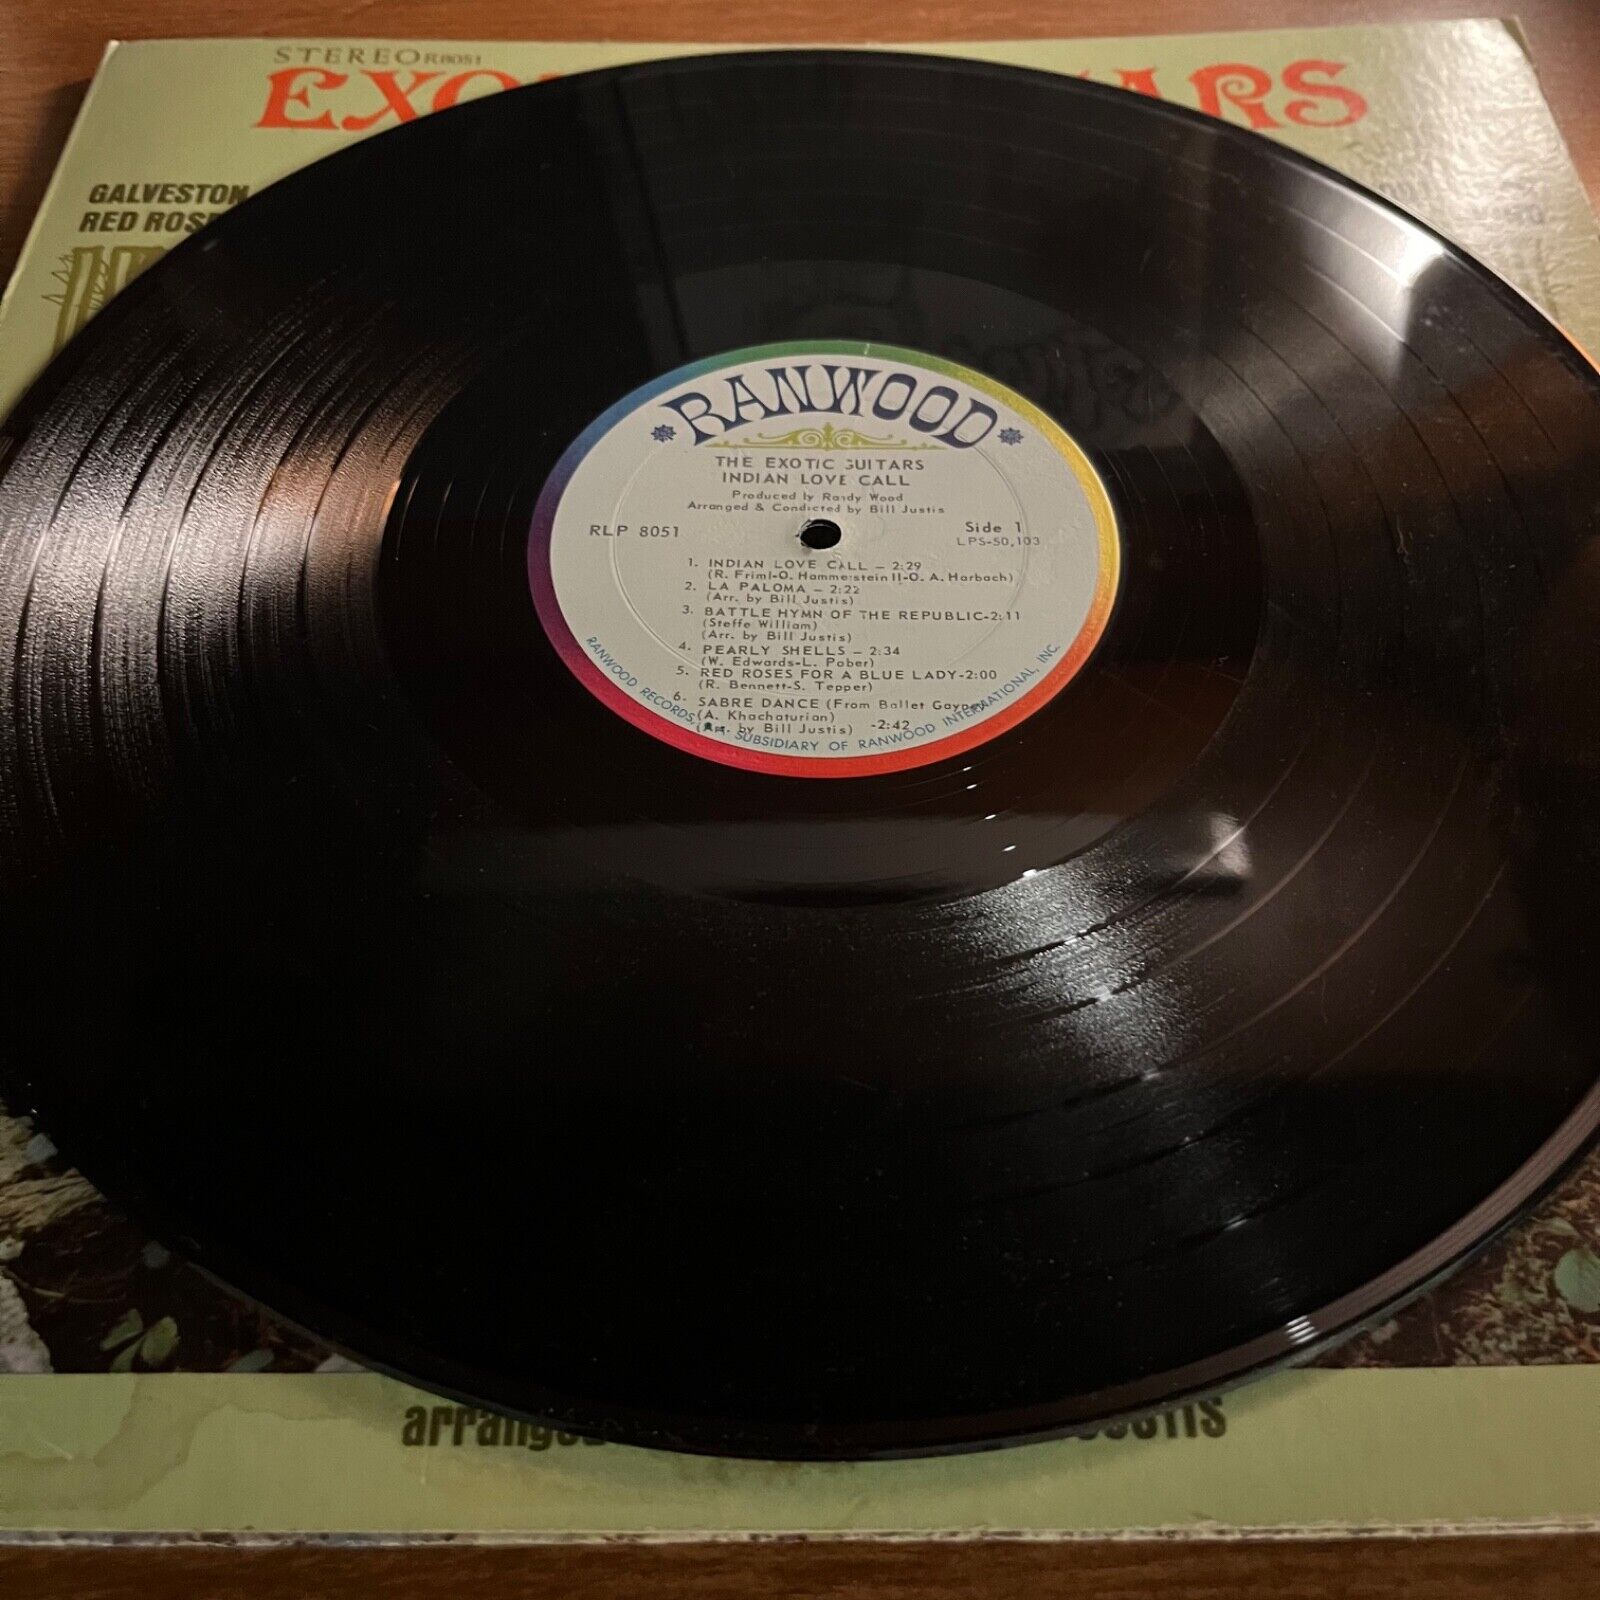 STEREO R8051
GALVESTON
RED
RANWOOD
THE EXOTIC GUITARS
INDIAN LOVE CALL
Produced by Randy Wood
Arranged & Conducted by Bill Justis
RLP 8051
Side 1
LPS-50,103
1. INDIAN LOVE CALL - 2:29
(R. Friml-O. Hammerstein II-O. A. Harbach)
2. LA PALOMA - 2:22
(Arr. by Bill Justis)
3. BATTLE HYMN OF THE REPUBLIC-2:11
(Steffe William)
(Arr. by Bill Justis)
4. PEARLY SHELLS - 2:34
(W. Edwards-L. Pober)
5. RED ROSES FOR A BLUE LADY-2:00
(R. Bennett-S. Tepper)
6. SABRE DANCE (From Ballet Gayne)
(A. Khachaturian)
(Arr. by Bill Justis) -2:42
RANWOOD RECORDS, A SUBSIDIARY OF RANWOOD INTERNATIONAL, INC.